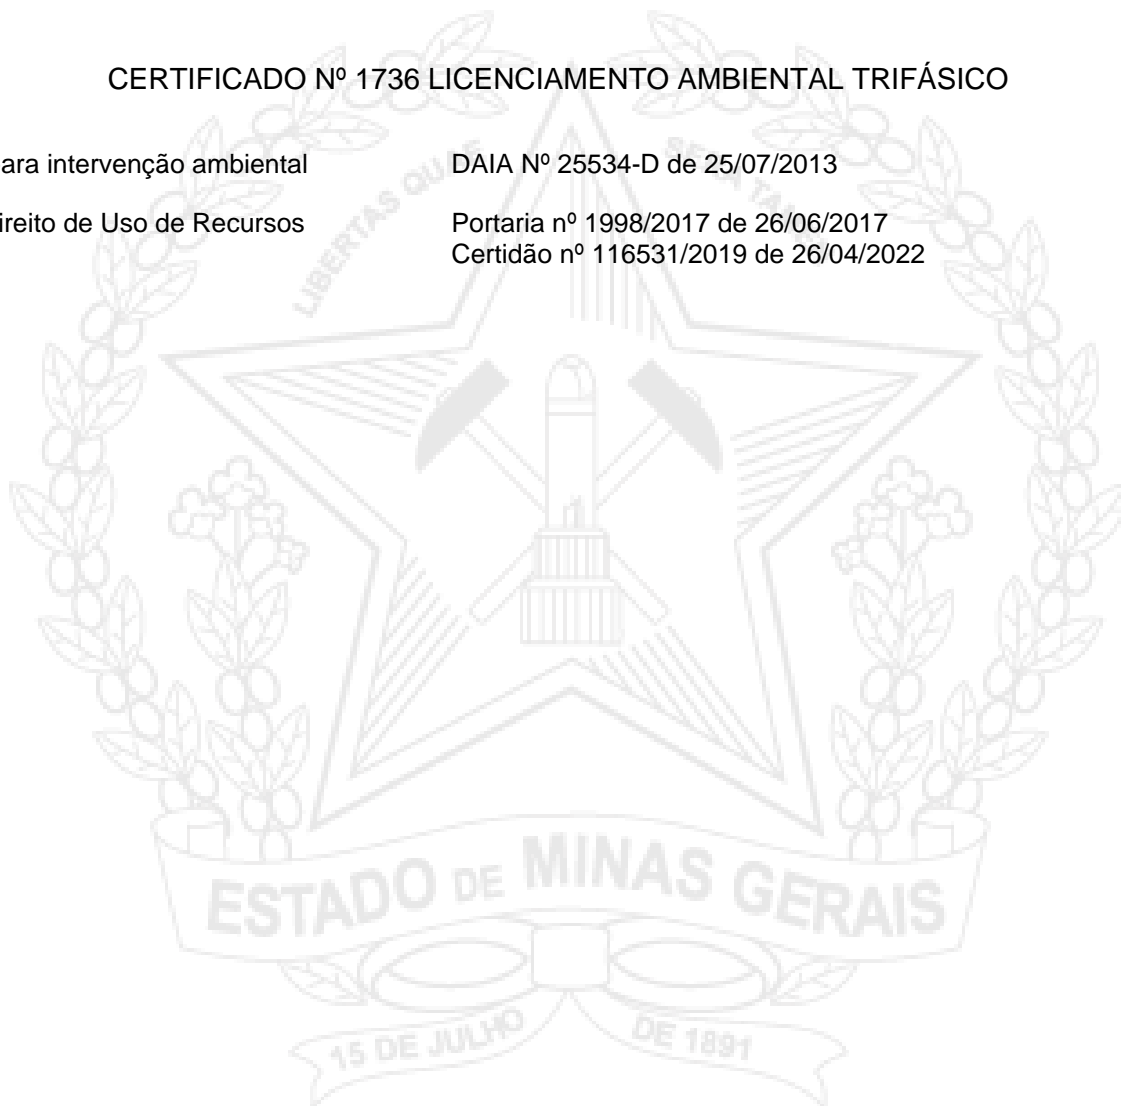 CERTIFICADO Nº 1736 LICENCIAMENTO AMBIENTAL TRIFÁSICO
ara intervenção ambiental DAIA Nº 25534-D de 25/07/2013
ireito de Uso de Recursos Portaria nº 1998/2017 de 26/06/2017
Certidão nº 116531/2019 de 26/04/2022
LIBERTAS QUAE SERA TAMEN
ESTADO DE MINAS GERAIS
15 DE JULHO DE 1891